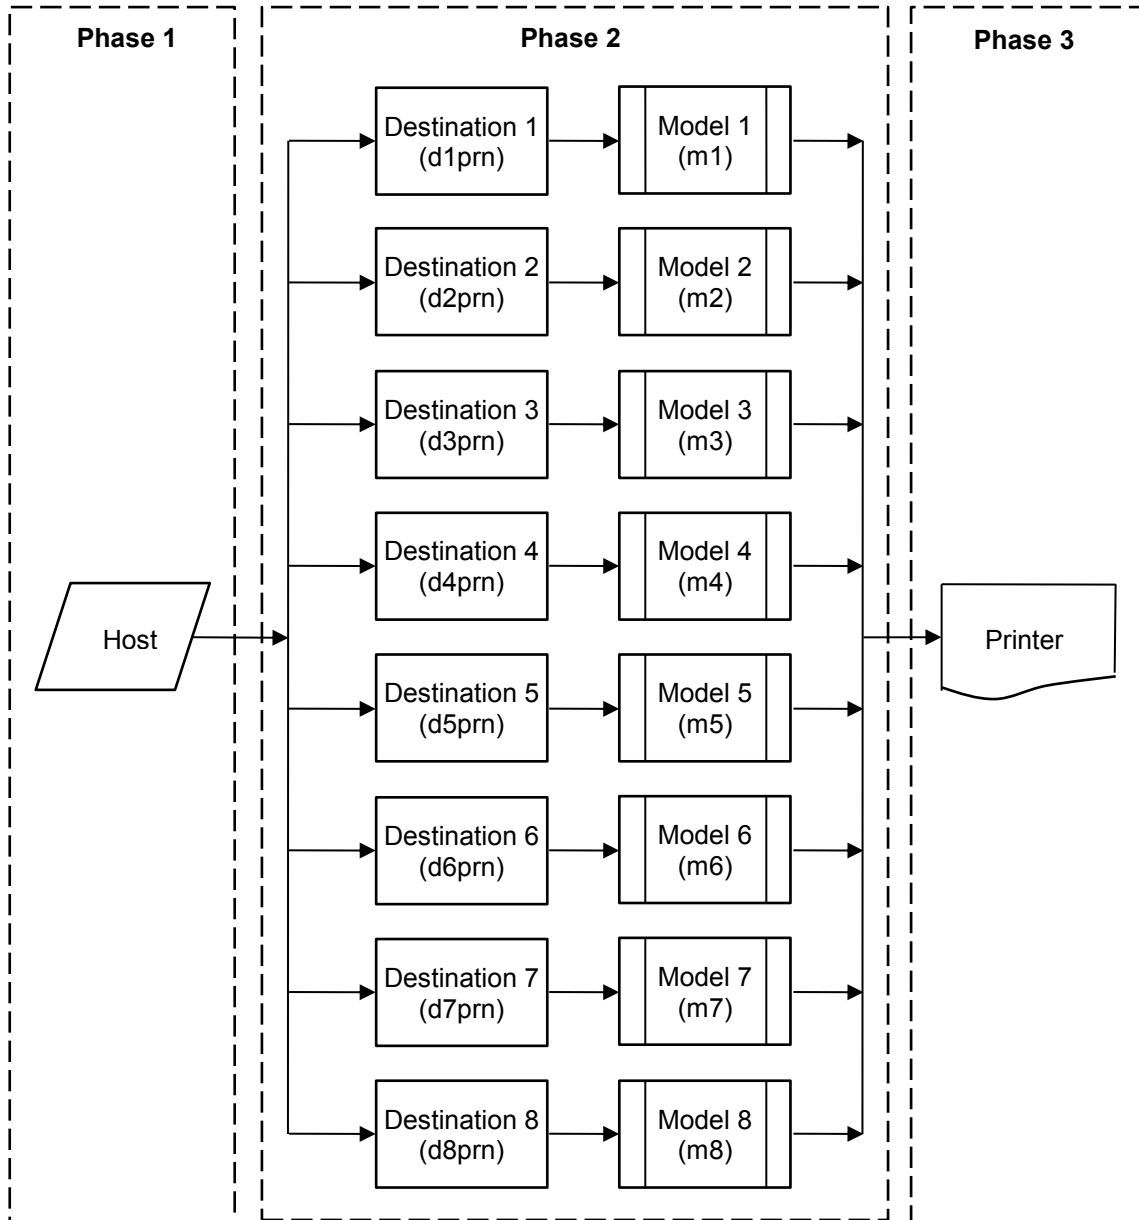 Phase 1
Phase 2
Phase 3
Destination 1
(d1prn)
Model 1
(m1)
Destination 2
(d2prn)
Model 2
(m2)
Destination 3
(d3prn)
Model 3
(m3)
Destination 4
(d4prn)
Model 4
(m4)
Host
Printer
Destination 5
(d5prn)
Model 5
(m5)
Destination 6
(d6prn)
Model 6
(m6)
Destination 7
(d7prn)
Model 7
(m7)
Destination 8
(d8prn)
Model 8
(m8)